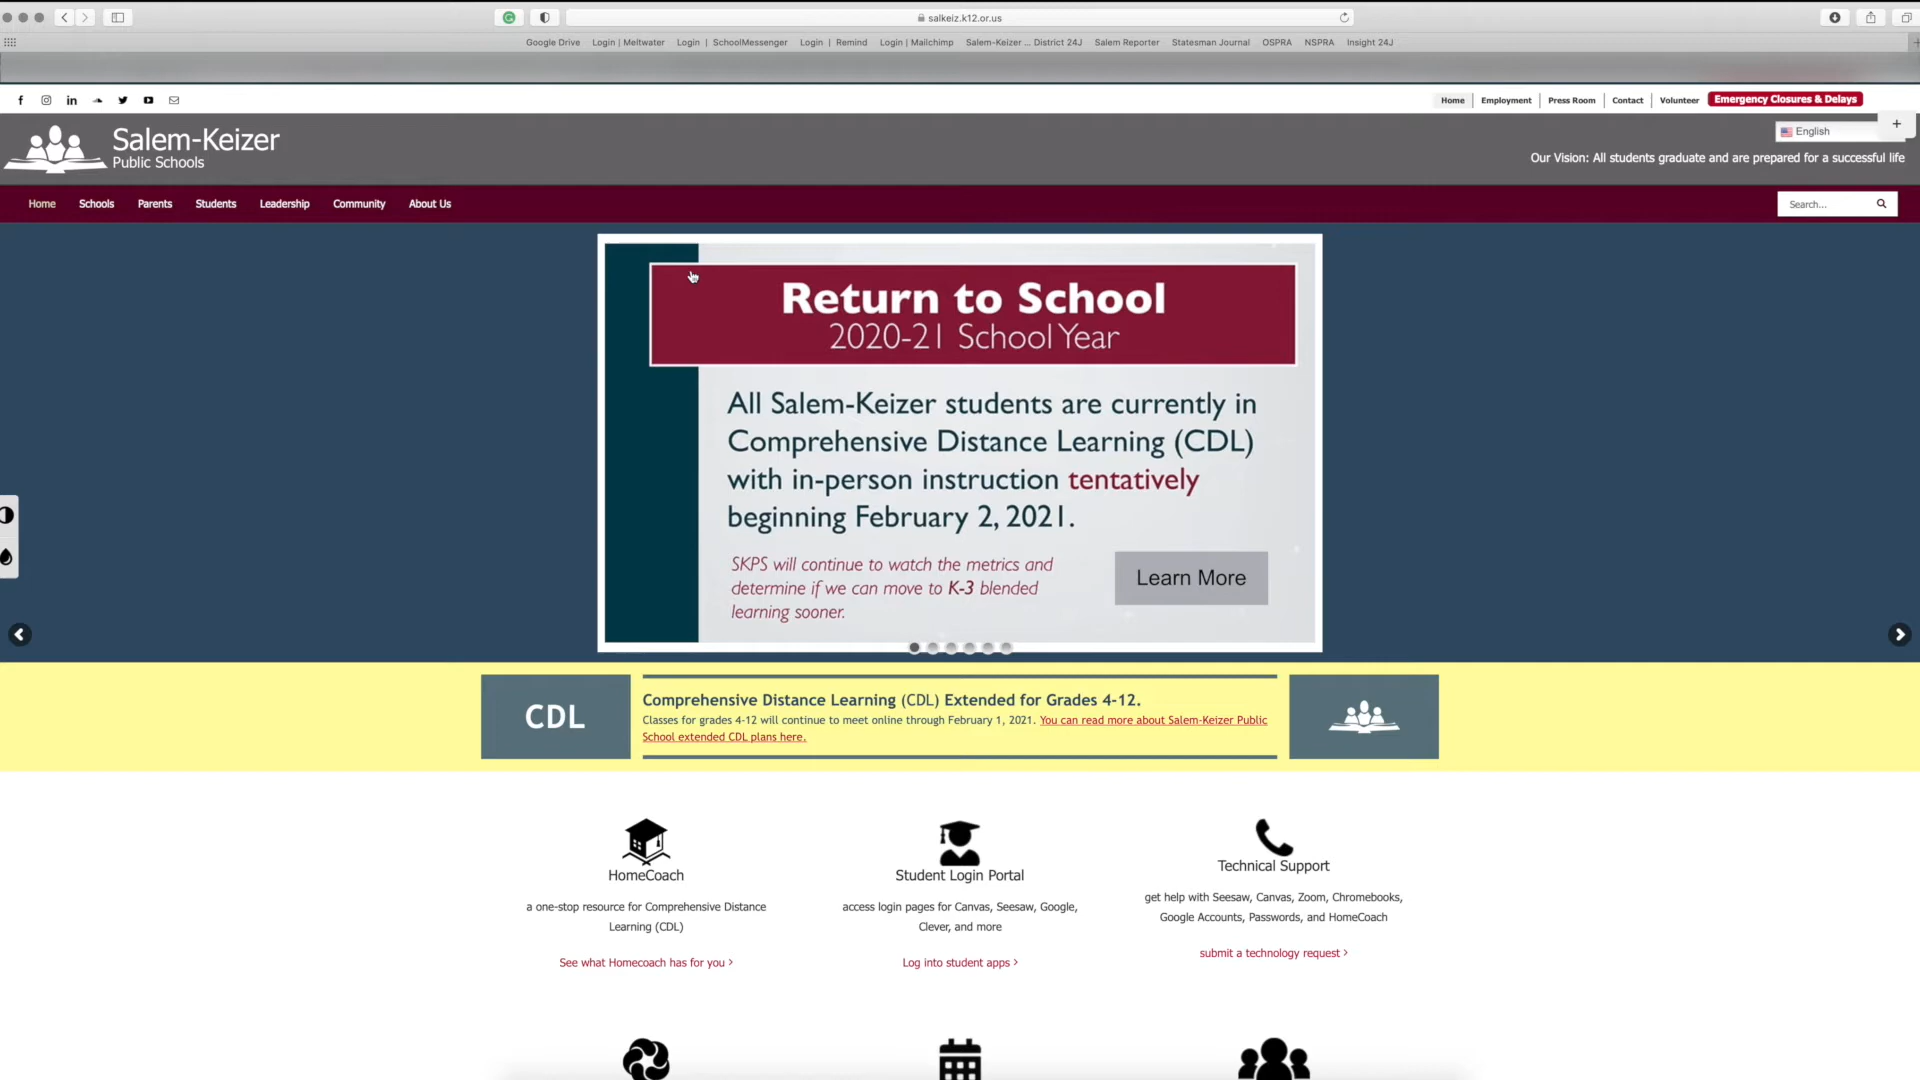 salkeiz.k12.or.us
Google Drive Login | Meltwater Login | SchoolMessenger Login | Remind Login | Mailchimp Salem-Keizer ... District 24J Salem Reporter Statesman Journal OSPRA NSPRA Insight 24J
Home Employment Press Room Contact Volunteer Emergency Closures & Delays
Salem-Keizer
Public Schools
English
Our Vision: All students graduate and are prepared for a successful life
Home Schools Parents Students Leadership Community About Us
Search...
Return to School
2020-21 School Year
All Salem-Keizer students are currently in
Comprehensive Distance Learning (CDL)
with in-person instruction tentatively
beginning February 2, 2021.
SKPS will continue to watch the metrics and
determine if we can move to K-3 blended
learning sooner.
Learn More
CDL
Comprehensive Distance Learning (CDL) Extended for Grades 4-12.
Classes for grades 4-12 will continue to meet online through February 1, 2021. You can read more about Salem-Keizer Public
School extended CDL plans here.
HomeCoach
a one-stop resource for Comprehensive Distance
Learning (CDL)
See what Homecoach has for you >
Student Login Portal
access login pages for Canvas, Seesaw, Google,
Clever, and more
Log into student apps >
Technical Support
get help with Seesaw, Canvas, Zoom, Chromebooks,
Google Accounts, Passwords, and HomeCoach
submit a technology request >